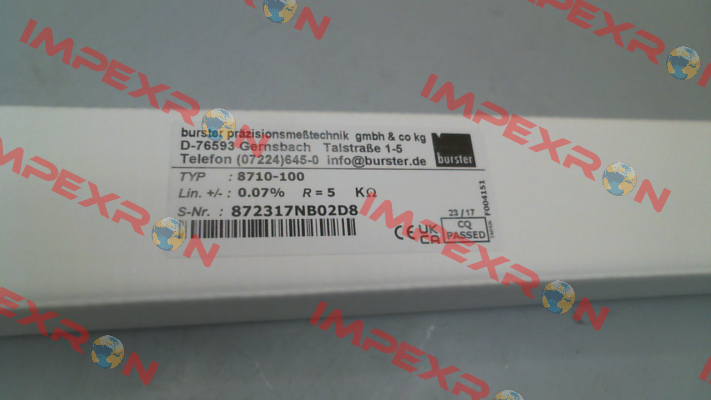 burster präzisionsmeßtechnik gmbh & co kg
D-76593 Gernsbach Talstraße 1-5
Telefon (07224)645-0 info@burster.de
burster
TYP : 8710-100
Lin. +/- : 0.07% R = 5 KΩ
S-Nr. : 872317NB02D8
CE UK CA
23/17
CQ
PASSED
F004151
IMPEXRON
IMPEXRON
IMPEXRON
IMPEXRON
IMPEXRON
IMPEXRON